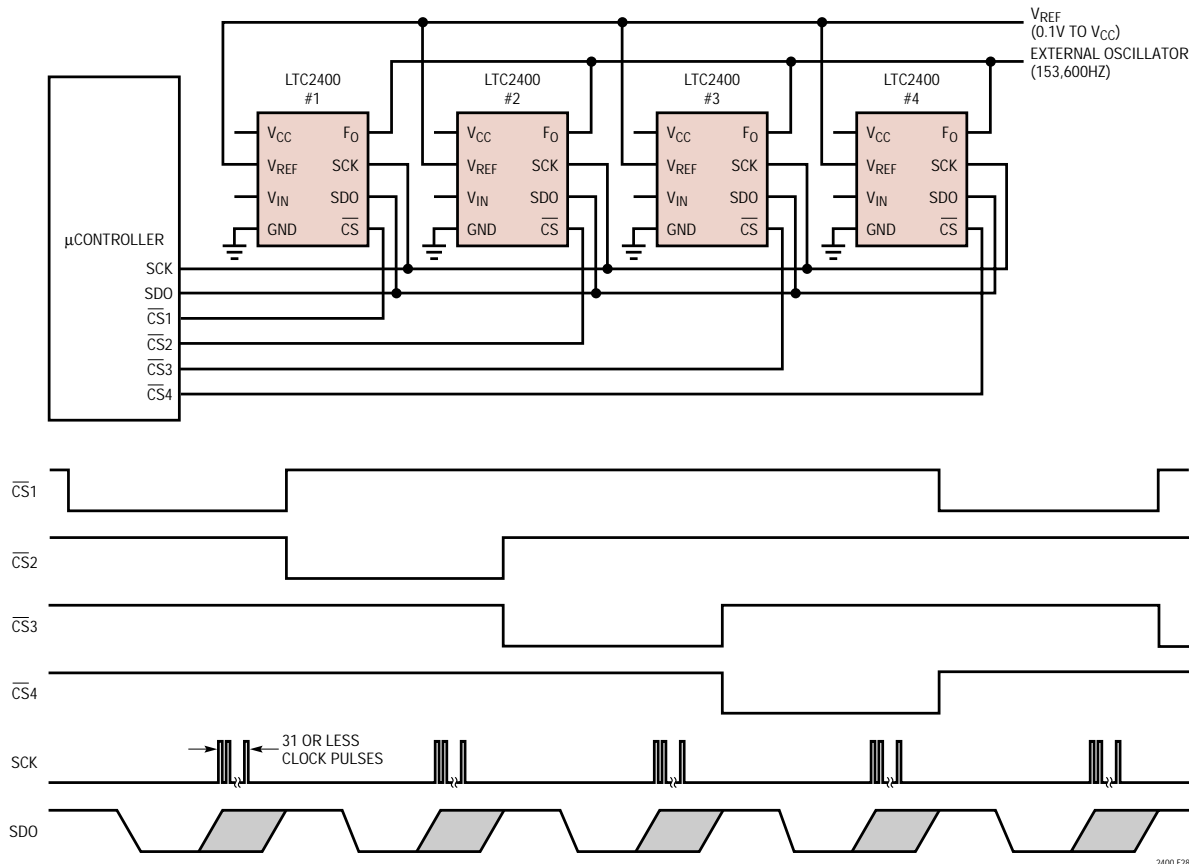 VREF
(0.1V TO VCC)
EXTERNAL OSCILLATOR
(153,600HZ)
LTC2400
#1
LTC2400
#2
LTC2400
#3
LTC2400
#4
VCC FO
VREF SCK
VIN SDO
GND CS
VCC FO
VREF SCK
VIN SDO
GND CS
VCC FO
VREF SCK
VIN SDO
GND CS
VCC FO
VREF SCK
VIN SDO
GND CS
µCONTROLLER
SCK
SDO
CS1
CS2
CS3
CS4
CS1
CS2
CS3
CS4
SCK
31 OR LESS
CLOCK PULSES
SDO
2400 F28